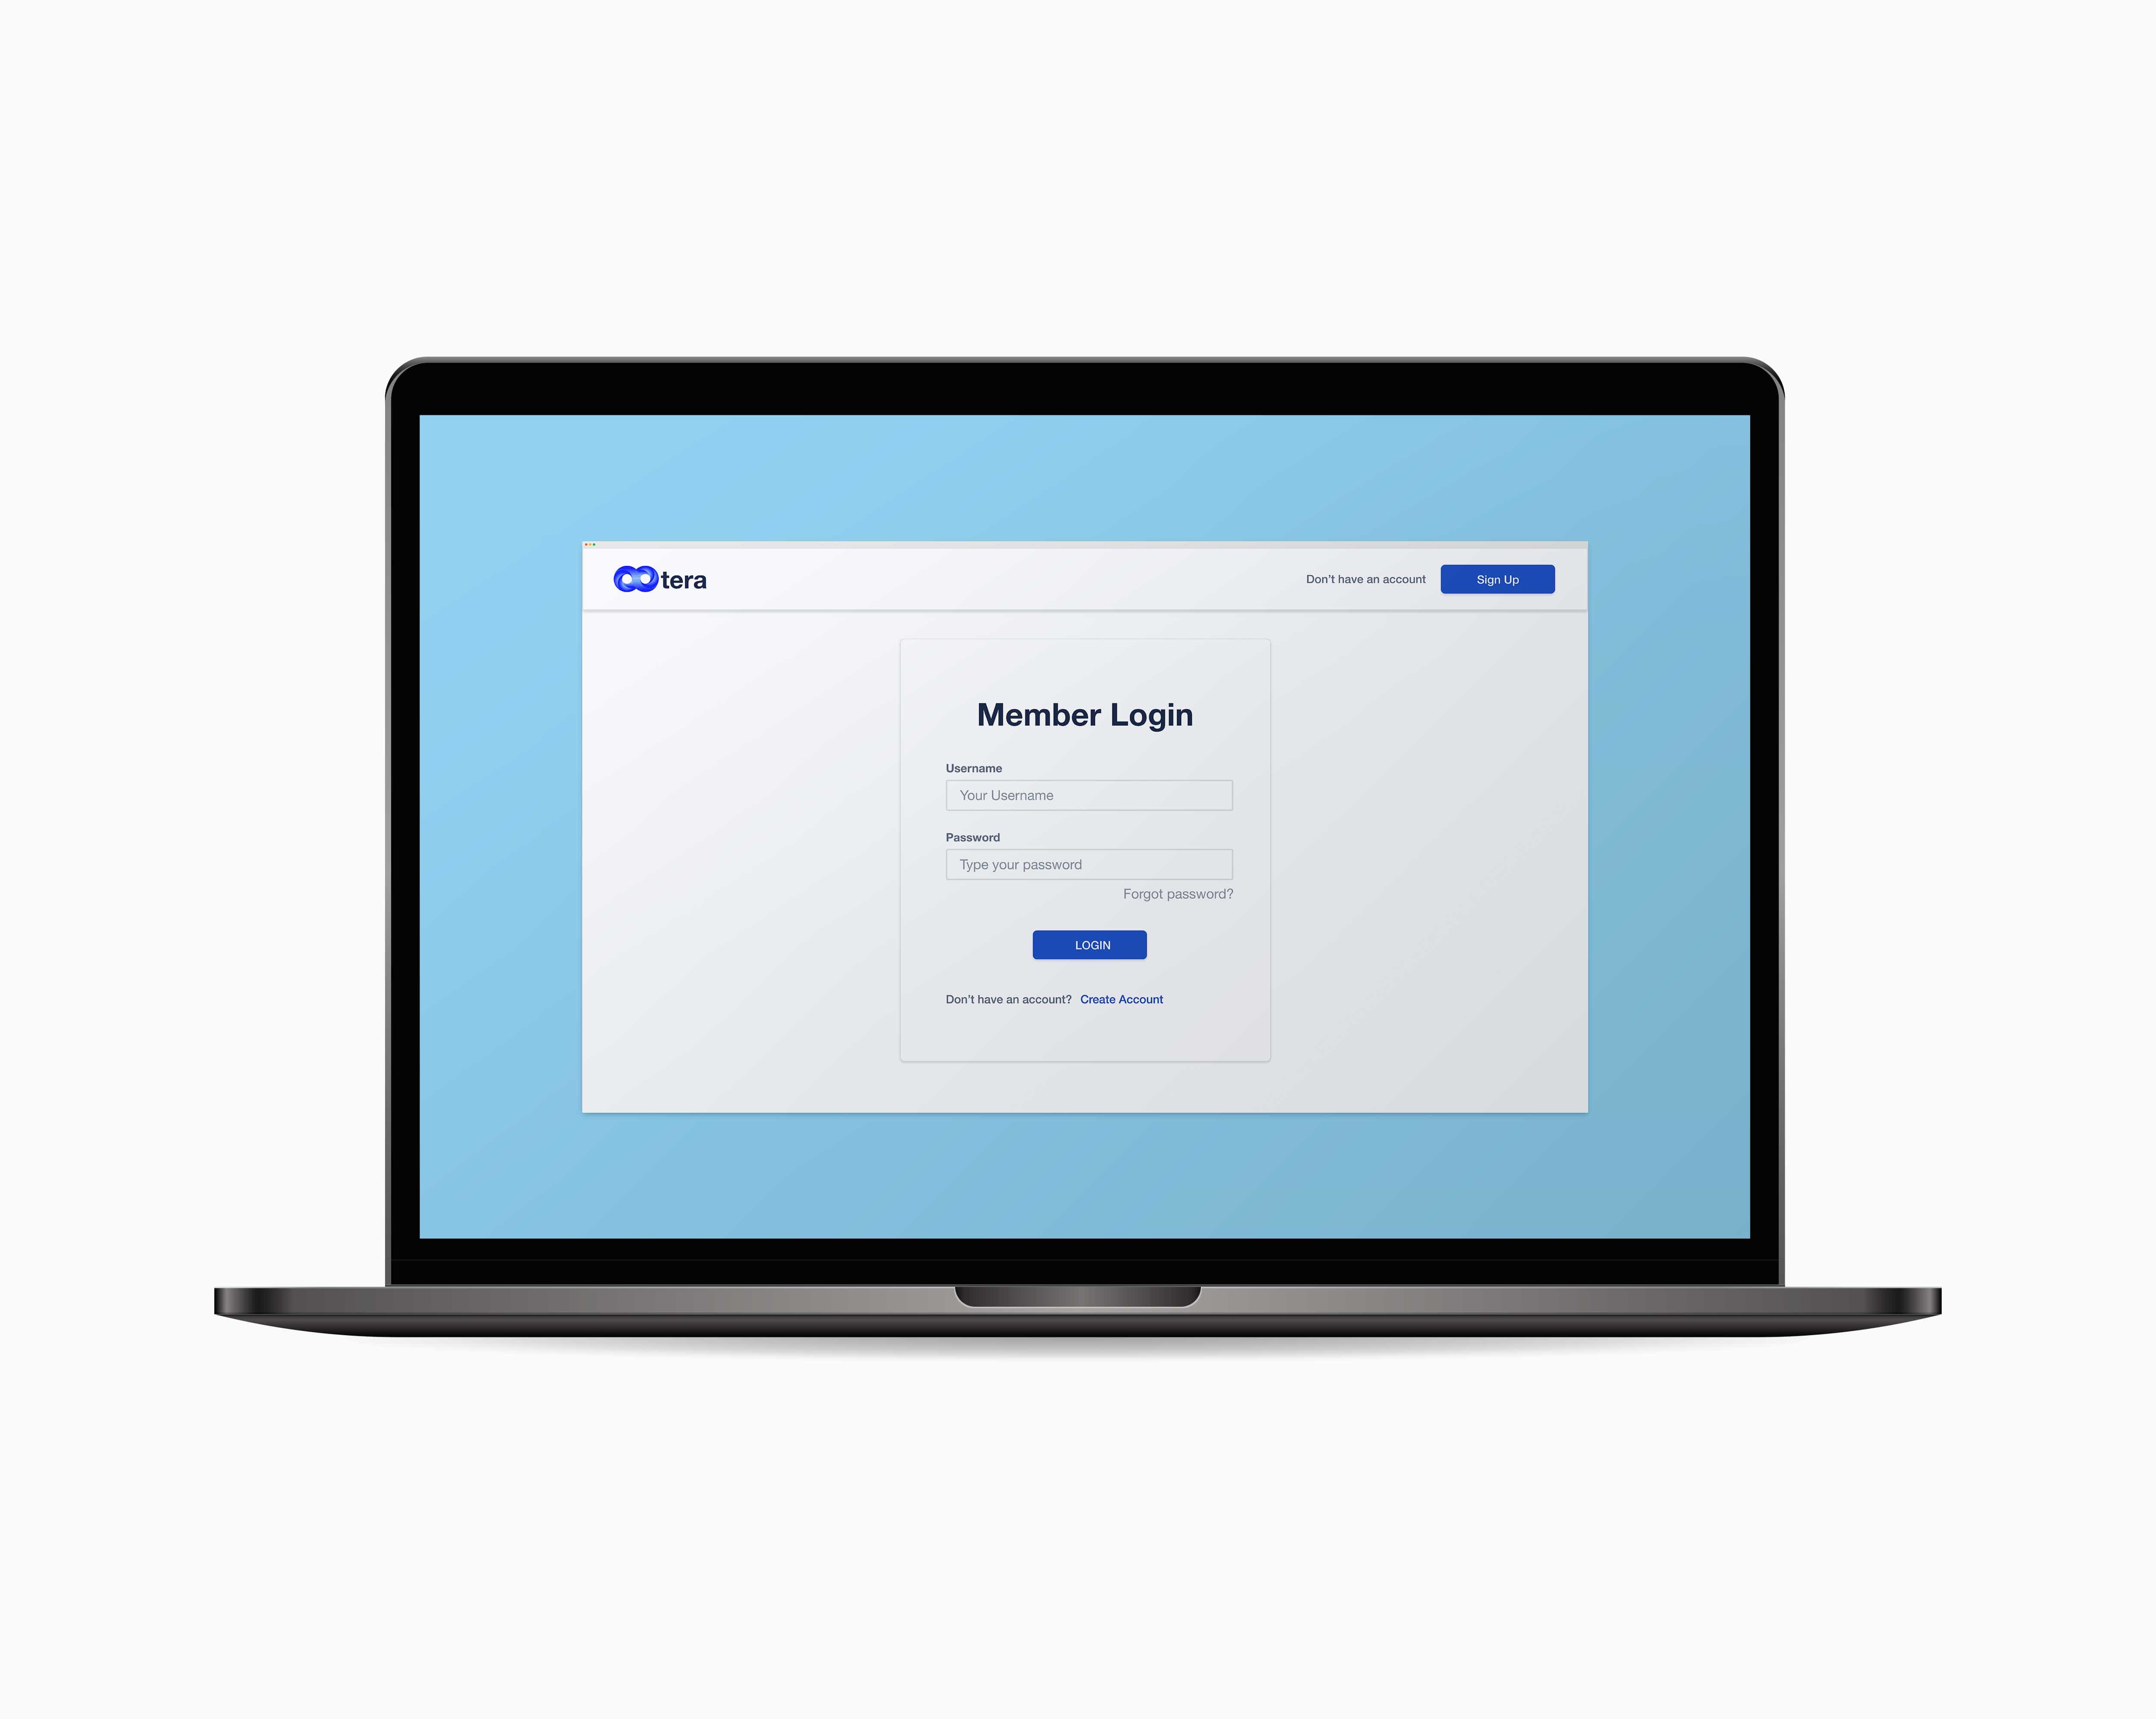 tera
Don't have an account
Sign Up
Member Login
Username
Your Username
Password
Type your password
Forgot password?
LOGIN
Don't have an account? Create Account